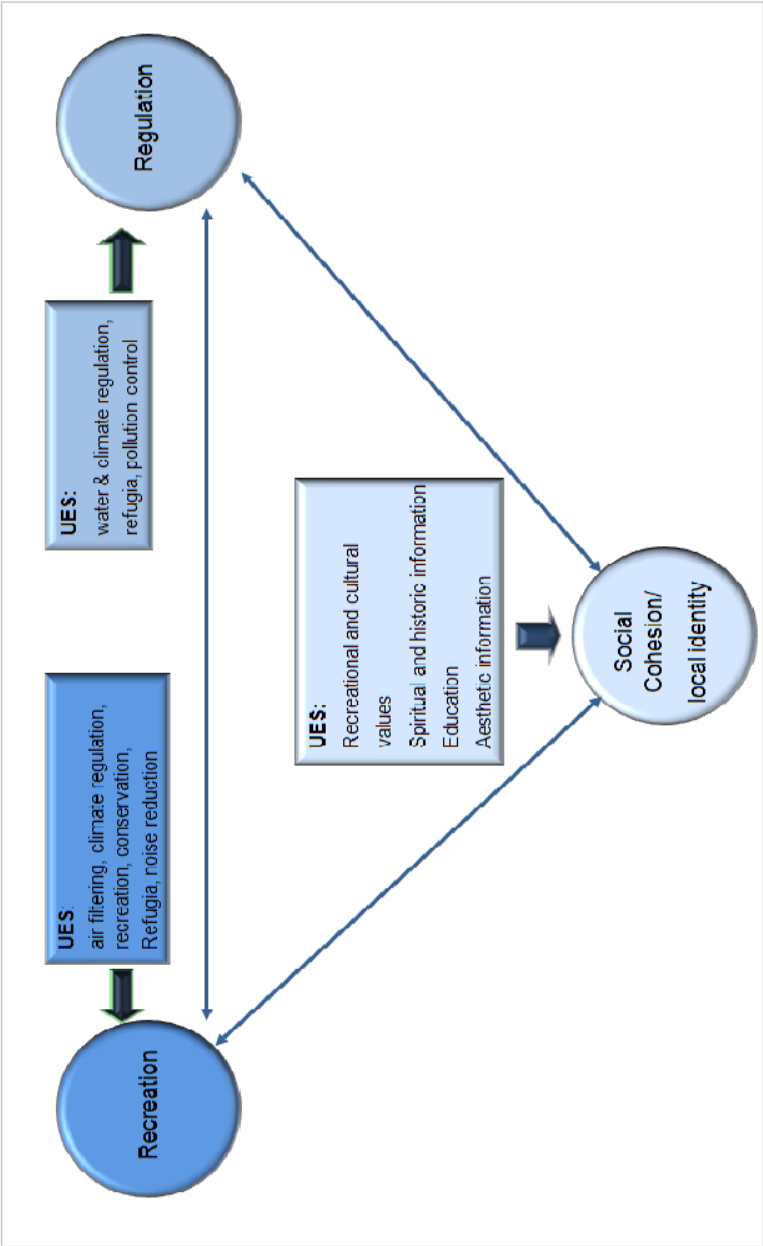 Recreation
UES:
air filtering, climate regulation,
recreation, conservation,
Refugia, noise reduction
UES:
water & climate regulation,
refugia, pollution control
Regulation
UES:
Recreational and cultural
values
Spiritual and historic information
Education
Aesthetic information
Social
Cohesion/
local identity